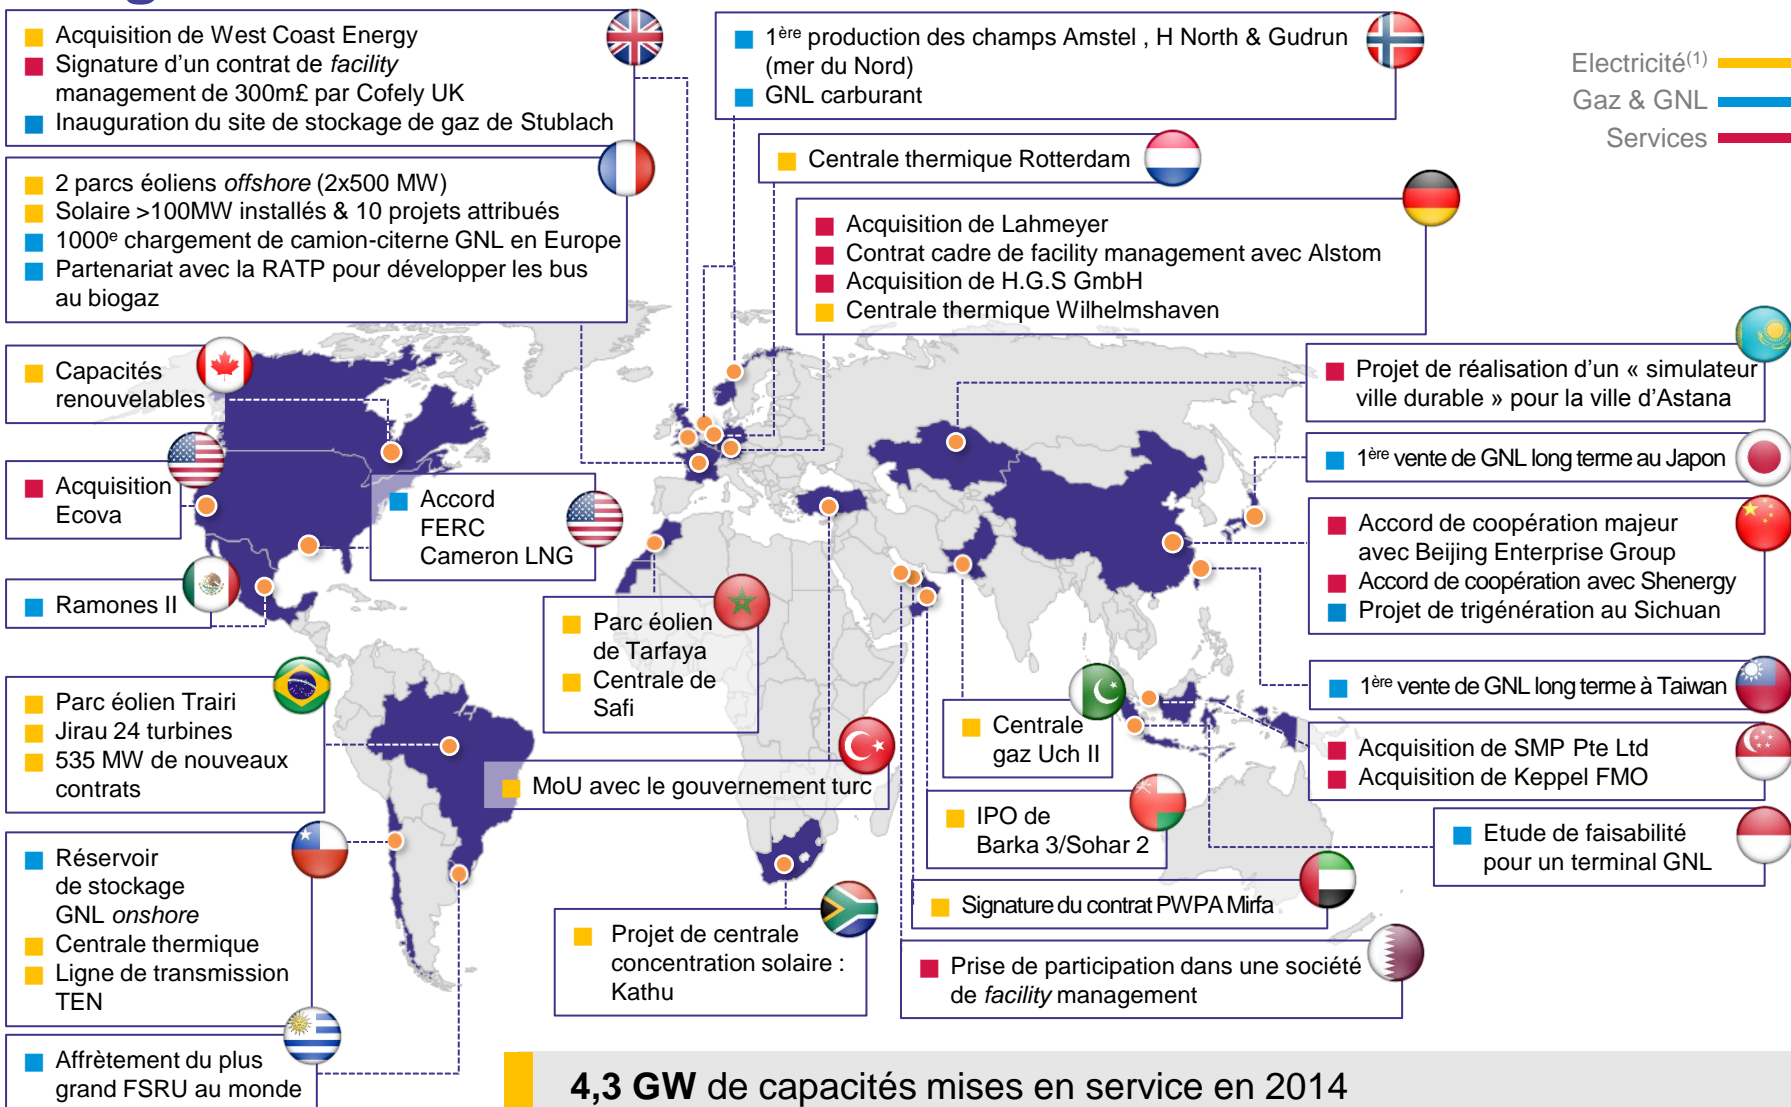 Acquisition de West Coast Energy
Signature d'un contrat de facility
management de 300m£ par Cofely UK
Inauguration du site de stockage de gaz de Stublach
1ère production des champs Amstel , H North & Gudrun
(mer du Nord)
GNL carburant
Electricité(1)
Gaz & GNL
Services
Centrale thermique Rotterdam
2 parcs éoliens offshore (2x500 MW)
Solaire >100MW installés & 10 projets attribués
1000e chargement de camion-citerne GNL en Europe
Partenariat avec la RATP pour développer les bus
au biogaz
Acquisition de Lahmeyer
Contrat cadre de facility management avec Alstom
Acquisition de H.G.S GmbH
Centrale thermique Wilhelmshaven
Capacités
renouvelables
Projet de réalisation d'un « simulateur
ville durable » pour la ville d'Astana
Acquisition
Ecova
Accord
FERC
Cameron LNG
1ère vente de GNL long terme au Japon
Accord de coopération majeur
avec Beijing Enterprise Group
Accord de coopération avec Shenergy
Projet de trigénération au Sichuan
Ramones II
Parc éolien
de Tarfaya
Centrale de
Safi
1ère vente de GNL long terme à Taiwan
Parc éolien Trairi
Jirau 24 turbines
535 MW de nouveaux
contrats
Centrale
gaz Uch II
Acquisition de SMP Pte Ltd
Acquisition de Keppel FMO
MoU avec le gouvernement turc
IPO de
Barka 3/Sohar 2
Etude de faisabilité
pour un terminal GNL
Réservoir
de stockage
GNL onshore
Centrale thermique
Ligne de transmission
TEN
Signature du contrat PWPA Mirfa
Projet de centrale
concentration solaire :
Kathu
Prise de participation dans une société
de facility management
Affrètement du plus
grand FSRU au monde
4,3 GW de capacités mises en service en 2014